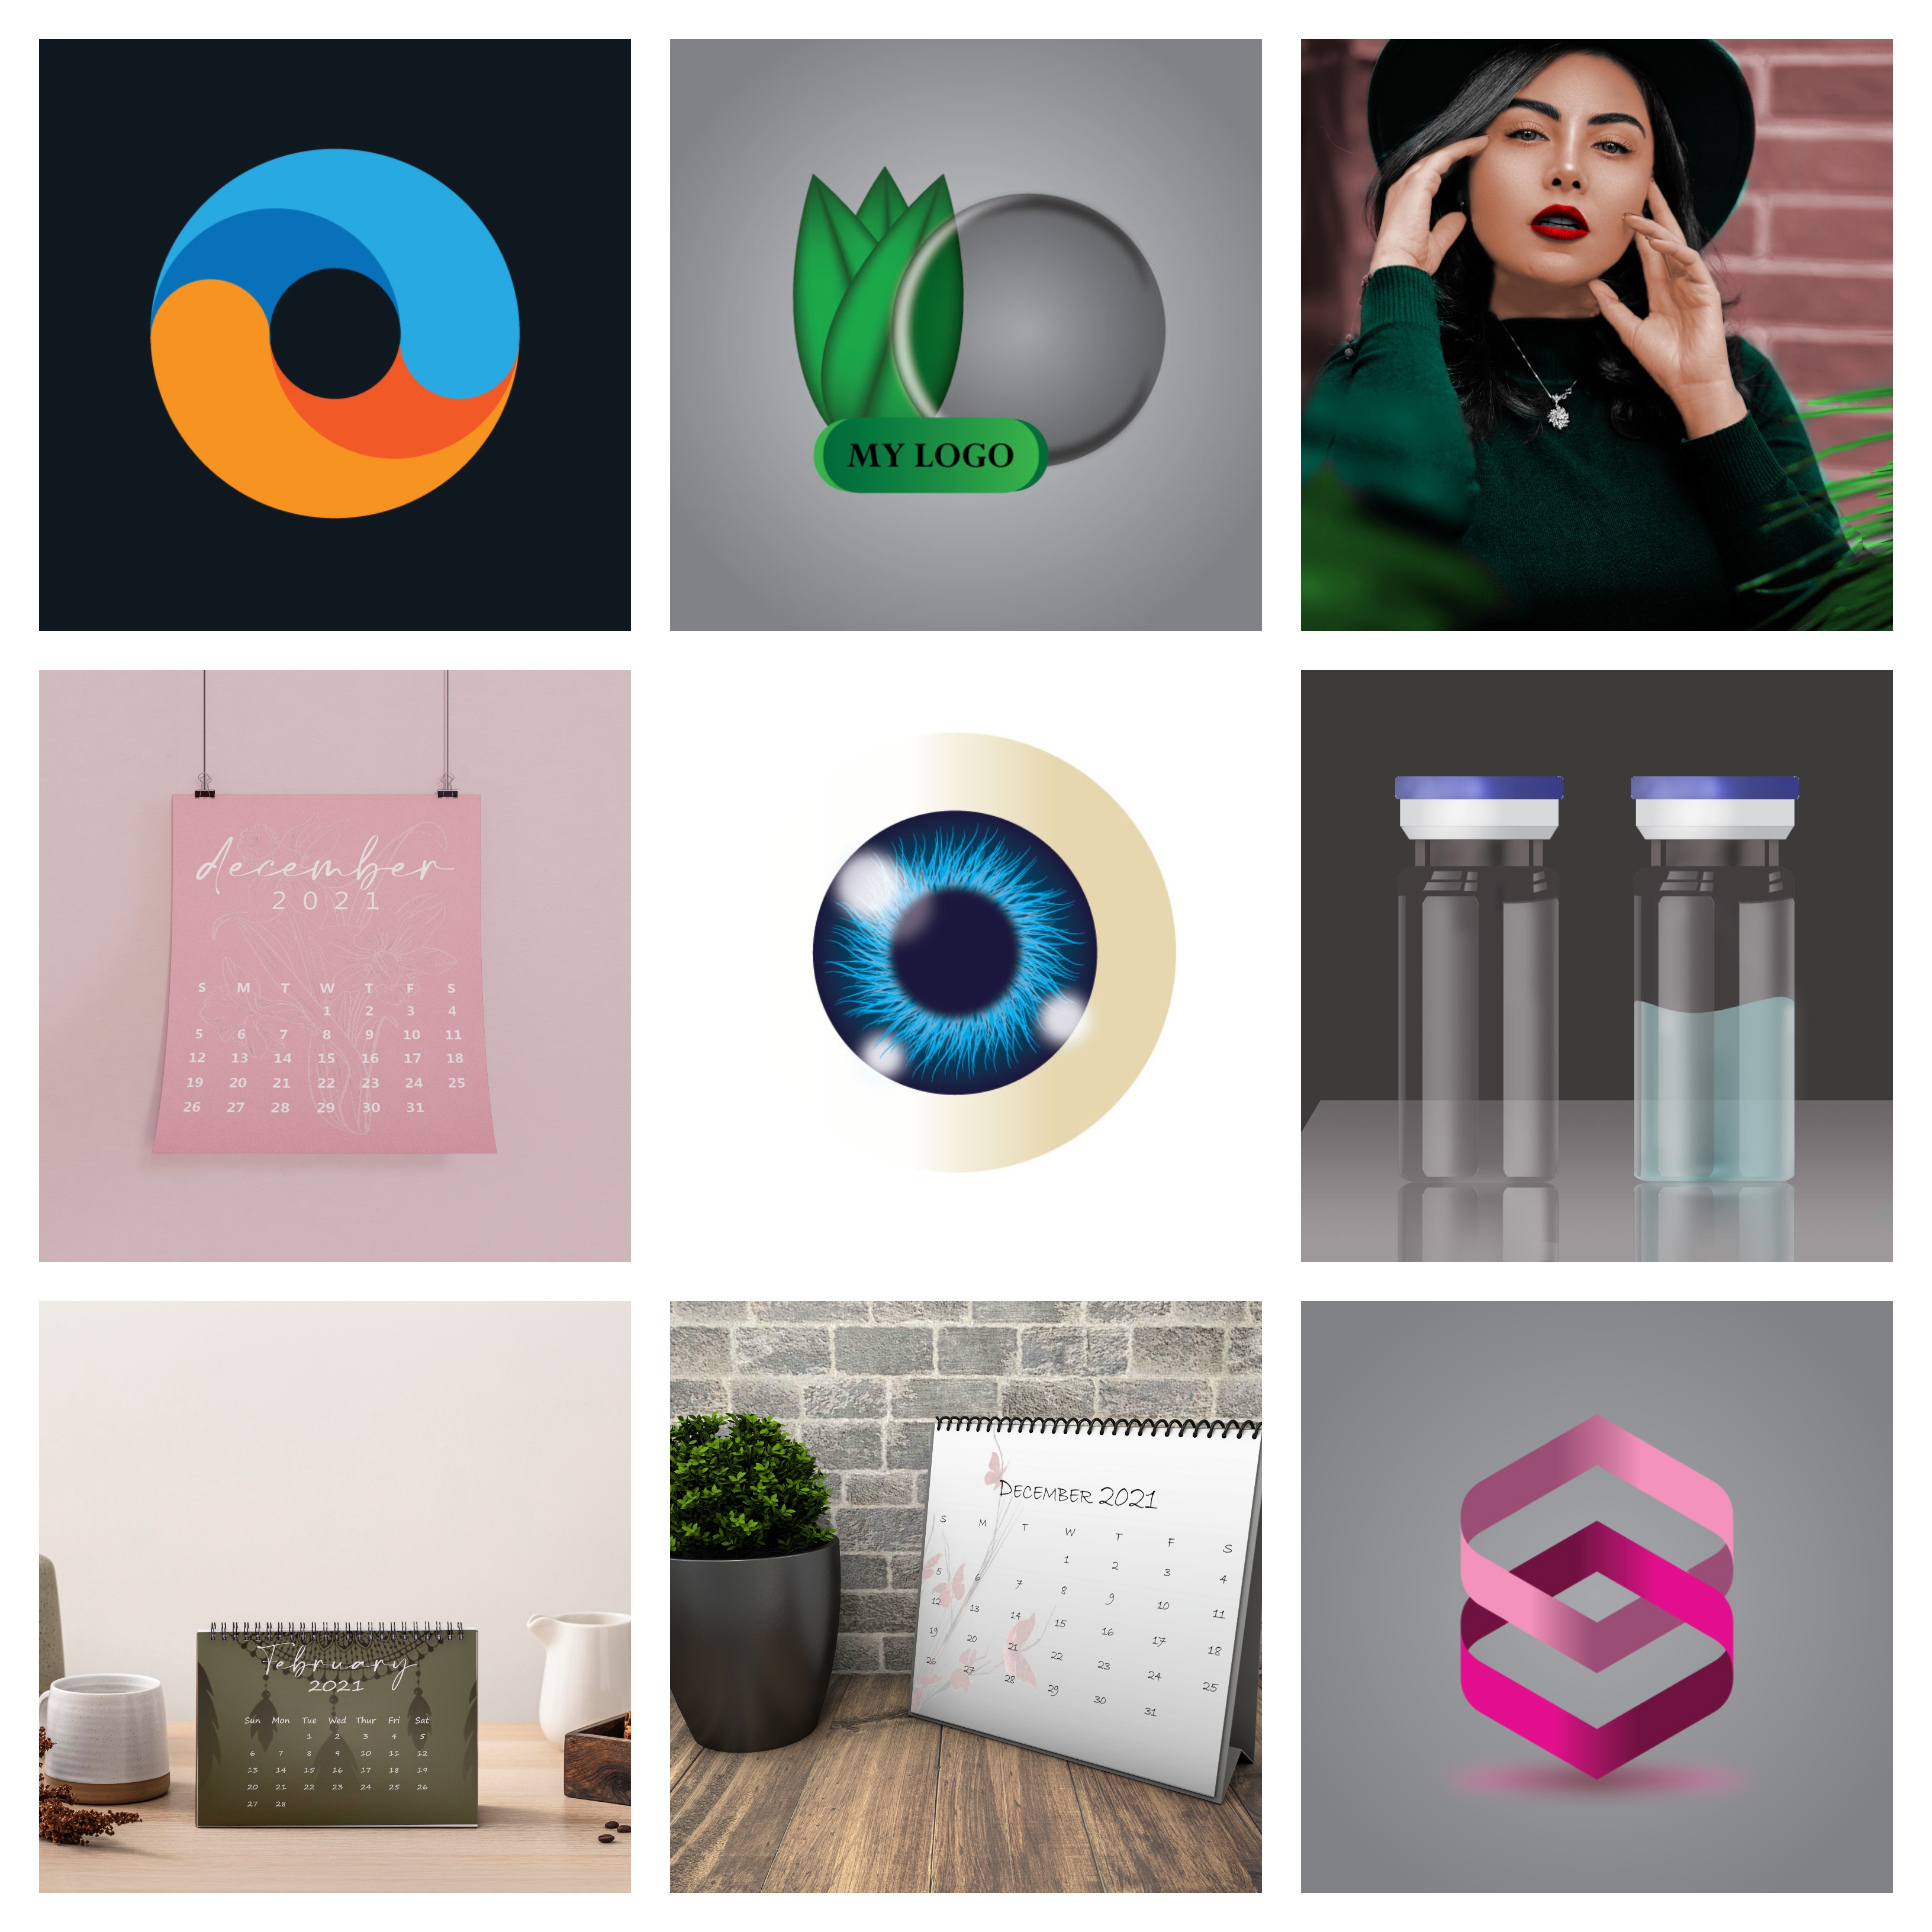 MY LOGO
december
2021
S M T W T F S
1 2 3 4
5 6 7 8 9 10 11
12 13 14 15 16 17 18
19 20 21 22 23 24 25
26 27 28 29 30 31
February
2021
Sun Mon Tue Wed Thur Fri Sat
1 2 3 4 5
6 7 8 9 10 11 12
13 14 15 16 17 18 19
20 21 22 23 24 25 26
27 28
DECEMBER 2021
S M T W T F S
1 2 3 4
5 6 7 8 9 10 11
12 13 14 15 16 17 18
19 20 21 22 23 24 25
26 27 28 29 30 31